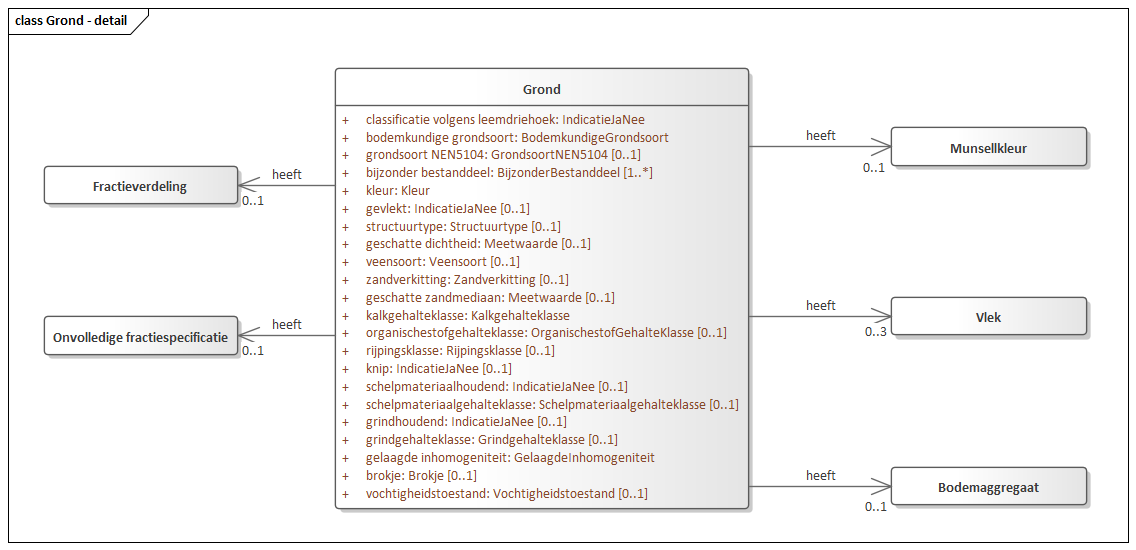 class Grond - detail
Grond
+ classificatie volgens leemdriehoek: IndicatieJaNee
+ bodemkundige grondsoort: BodemkundigeGrondsoort
+ grondsoort NEN5104: GrondsoortNEN5104 [0..1]
+ bijzonder bestanddeel: BijzonderBestanddeel [1..*]
+ kleur: Kleur
+ gevlekt: IndicatieJaNee [0..1]
+ structuurtype: Structuurtype [0..1]
+ geschatte dichtheid: Meetwaarde [0..1]
+ veensoort: Veensoort [0..1]
+ zandverkitting: Zandverkitting [0..1]
+ geschatte zandmediaan: Meetwaarde [0..1]
+ kalkgehalteklasse: Kalkgehalteklasse
+ organischestofgehalteklasse: OrganischestofGehalteKlasse [0..1]
+ rijpingsklasse: Rijpingsklasse [0..1]
+ knip: IndicatieJaNee [0..1]
+ schelpmateriaalhoudend: IndicatieJaNee [0..1]
+ schelpmateriaalgehalteklasse: Schelpmateriaalgehalteklasse [0..1]
+ grindhoudend: IndicatieJaNee [0..1]
+ grindgehalteklasse: Grindgehalteklasse [0..1]
+ gelaagde inhomogeniteit: GelaagdeInhomogeniteit
+ brokje: Brokje [0..1]
+ vochtigheidstoestand: Vochtigheidstoestand [0..1]
heeft
Fractieverdeling
0..1
heeft
Onvolledige fractiespecificatie
0..1
heeft
Munsellkleur
0..1
heeft
Vlek
0..3
heeft
Bodemaggregaat
0..1